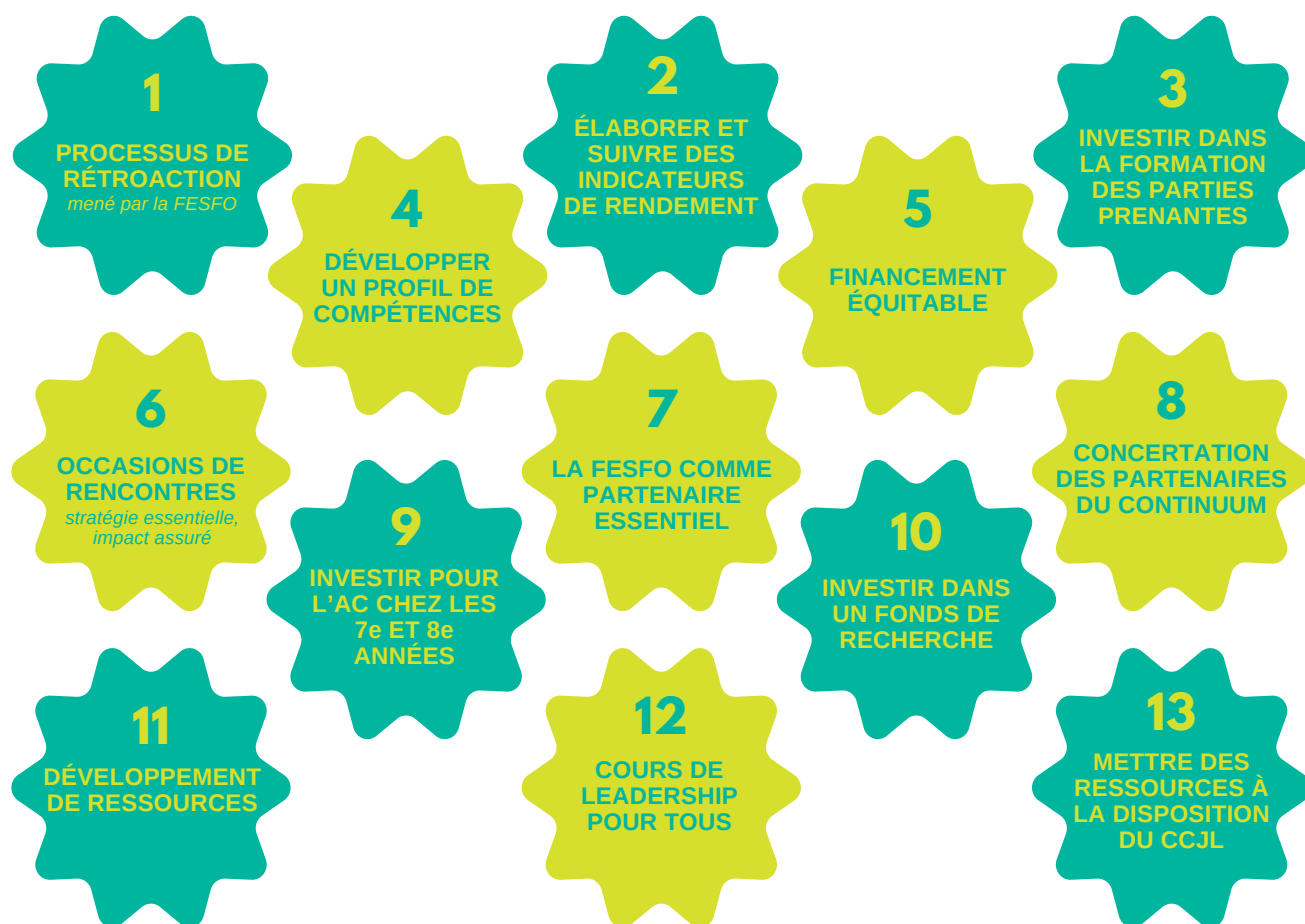 1
PROCESSUS DE
RÉTROACTION
mené par la FESFO
2
ÉLABORER ET
SUIVRE DES
INDICATEURS
DE RENDEMENT
3
INVESTIR DANS
LA FORMATION
DES PARTIES
PRENANTES
4
DÉVELOPPER
UN PROFIL DE
COMPÉTENCES
5
FINANCEMENT
ÉQUITABLE
6
OCCASIONS DE
RENCONTRES
stratégie essentielle,
impact assuré
7
LA FESFO COMME
PARTENAIRE
ESSENTIEL
8
CONCERTATION
DES PARTENAIRES
DU CONTINUUM
9
INVESTIR POUR
L'AC CHEZ LES
7e ET 8e
ANNÉES
10
INVESTIR DANS
UN FONDS DE
RECHERCHE
11
DÉVELOPPEMENT
DE RESSOURCES
12
COURS DE
LEADERSHIP
POUR TOUS
13
METTRE DES
RESSOURCES À
LA DISPOSITION
DU CCJL